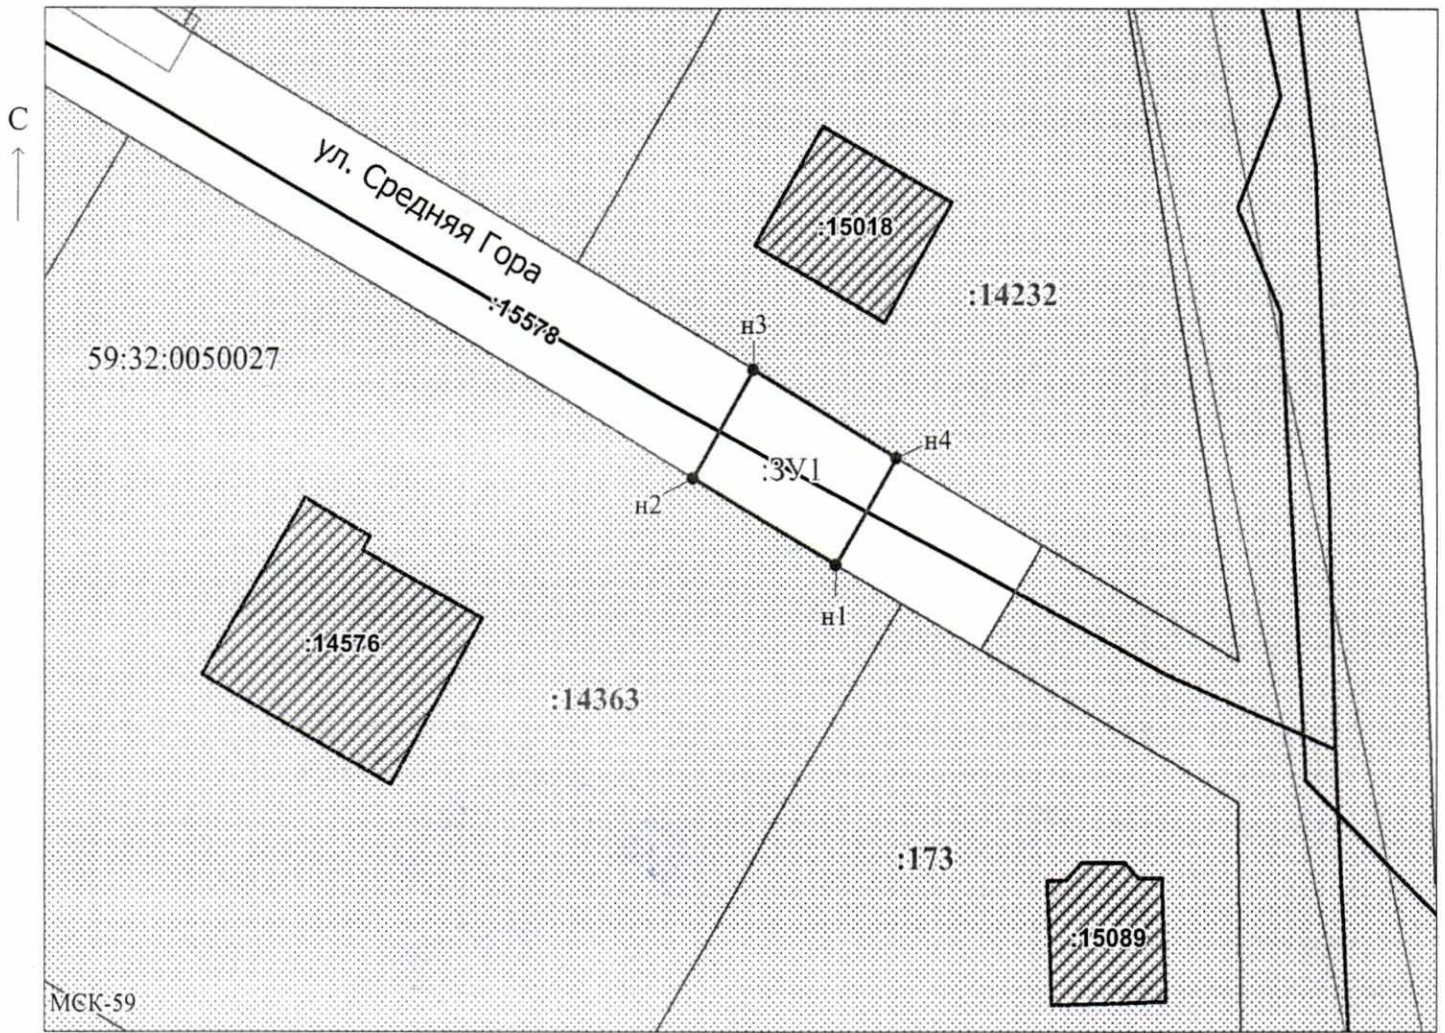 С
ул. Средняя Гора
:15018
:14232
:15578
н3
59:32:0050027
н4
:ЗУ1
н2
н1
:14576
:14363
:173
:15089
МСК-59